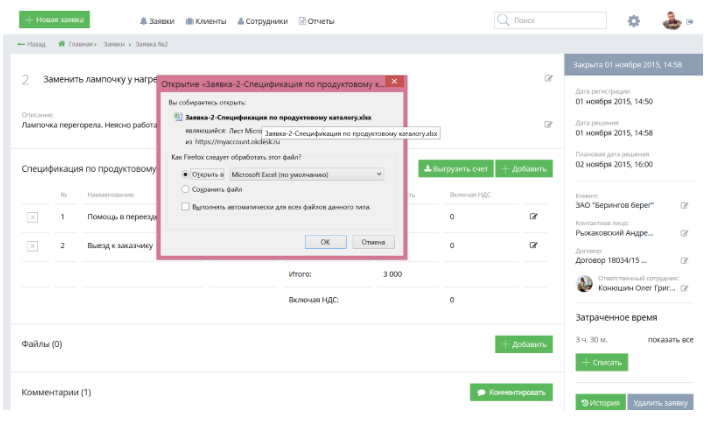 Новая заявка
Заявки
Клиенты
Сотрудники
Отчеты
Поиск
Назад
Главная
Заявки
Заявка №2
2 Заменить лампочку у нагре
Описание:
Лампочка перегорела. Неясно работа
Спецификация по продуктовому
Выгрузить счет
Добавить
№
Наименование:
сть
Включая НДС
1 Помощь в переезд
0
2 Выезд к заказчику
0
Итого: 3 000
Включая НДС: 0
Файлы (0)
Добавить
Комментарии (1)
Комментировать
Открытие «Заявка-2-Спецификация по продуктовому к...
Вы собираетесь открыть:
Заявка-2-Спецификация по продуктовому каталогу.xlsx
являющийся: Лист Micro
Заявка-2-Спецификация по продуктовому каталогу.xlsx
из https://myaccount.okdesk.ru
Как Firefox следует обработать этот файл?
Открыть в Microsoft Excel (по умолчанию)
Сохранить файл
Выполнять автоматически для всех файлов данного типа.
OK
Отмена
Закрыта 01 ноября 2015, 14:58
Дата регистрации
01 ноября 2015, 14:50
Дата решения
01 ноября 2015, 14:58
Плановая дата решения
02 ноября 2015, 16:00
Клиент:
ЗАО "Берингов берег"
Контактное лицо:
Рыжаковский Андре...
Договор:
Договор 18034/15 ...
Ответственный сотрудник:
Конюшин Олег Григ...
Затраченное время
3 ч. 30 м.
показать все
Списать
История
Удалить заявку